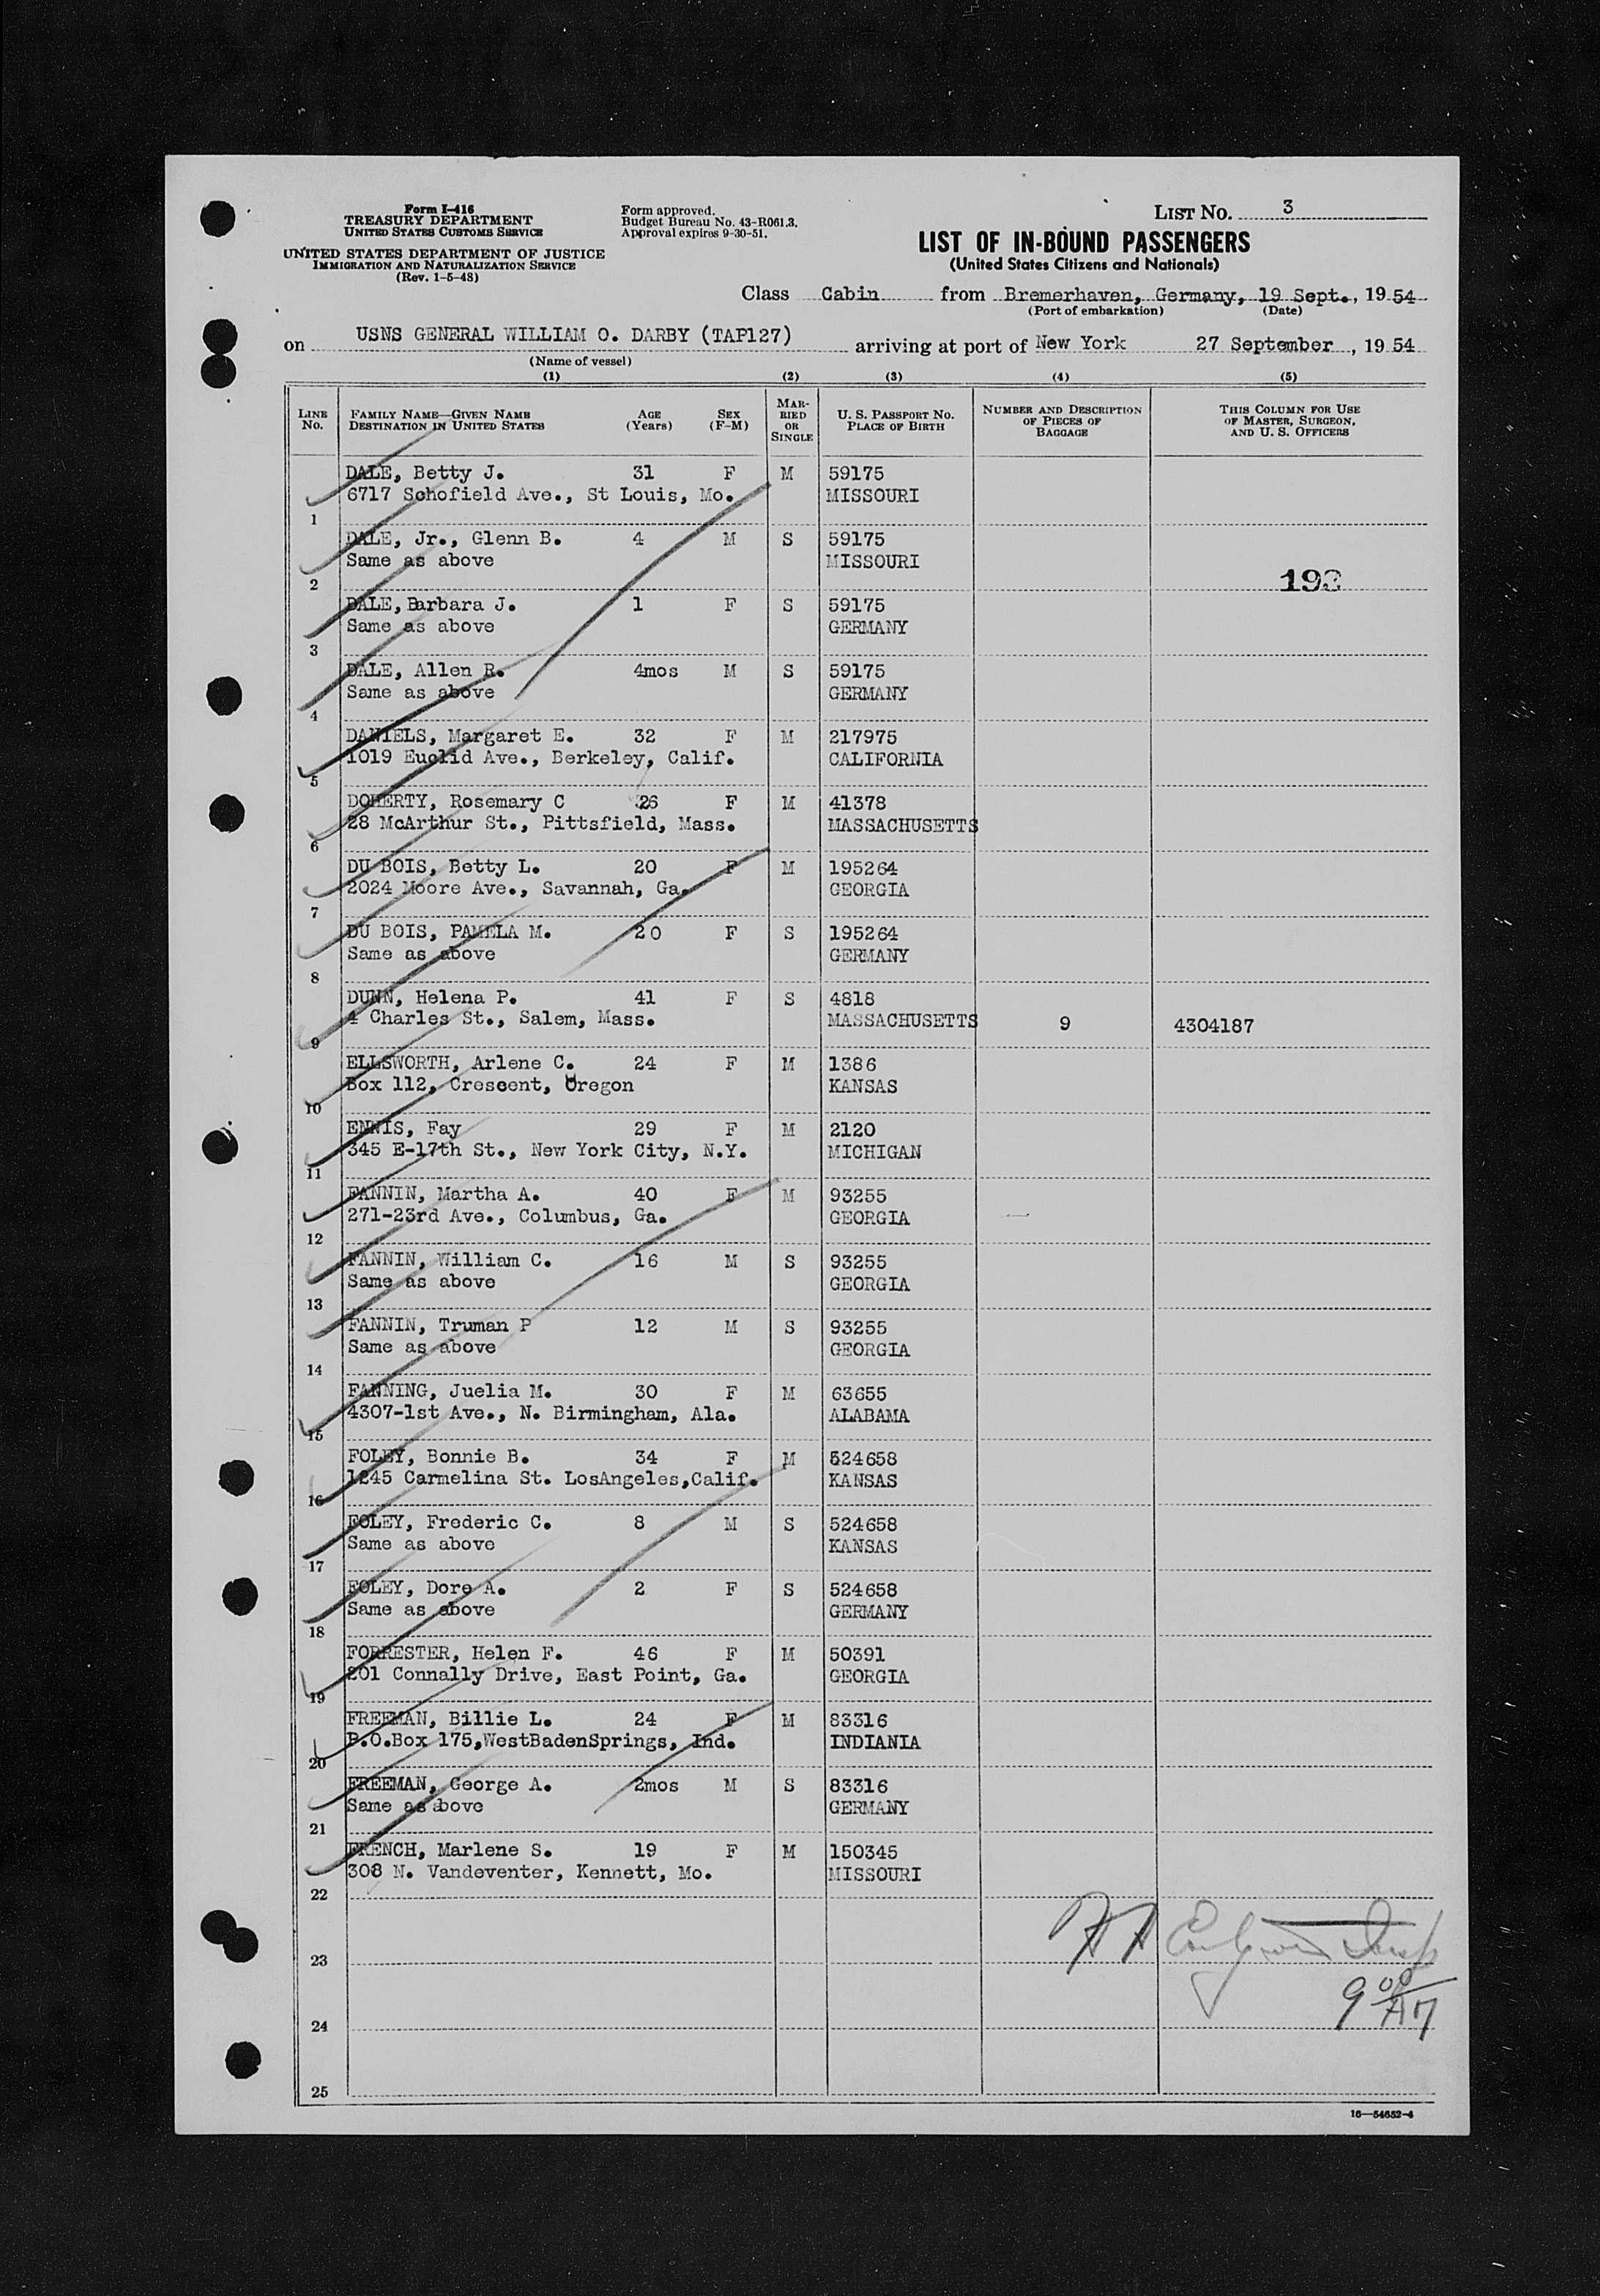 Form I-416
TREASURY DEPARTMENT
UNITED STATES CUSTOMS SERVICE
UNITED STATES DEPARTMENT OF JUSTICE
IMMIGRATION AND NATURALIZATION SERVICE
(Rev. 1-5-48)
Form approved.
Budget Bureau No. 43-R061.3.
Approval expires 9-30-51.
LIST NO. 3
LIST OF IN-BOUND PASSENGERS
(United States Citizens and Nationals)
Class Cabin from Bremerhaven, Germany, 19 Sept., 1954
(Port of embarkation) (Date)
on USNS GENERAL WILLIAM O. DARBY (TAP127) arriving at port of New York 27 September, 1954
(Name of vessel)
(1) (2) (3) (4) (5)
LINE NO.
FAMILY NAME—GIVEN NAME
DESTINATION IN UNITED STATES
AGE (Years)
SEX (F-M)
MARRIED OR SINGLE
U. S. PASSPORT NO.
PLACE OF BIRTH
NUMBER AND DESCRIPTION OF PIECES OF BAGGAGE
THIS COLUMN FOR USE OF MASTER, SURGEON, AND U. S. OFFICERS
DALE, Betty J. 31 F M 59175
6717 Schofield Ave., St Louis, Mo. MISSOURI
1
DALE, Jr., Glenn B. 4 M S 59175
Same as above MISSOURI
2 193
DALE, Barbara J. 1 F S 59175
Same as above GERMANY
3
DALE, Allen R. 4mos M S 59175
Same as above GERMANY
4
DANIELS, Margaret E. 32 F M 217975
1019 Euclid Ave., Berkeley, Calif. CALIFORNIA
5
DOHERTY, Rosemary C 26 F M 41378
28 McArthur St., Pittsfield, Mass. MASSACHUSETTS
6
DU BOIS, Betty L. 20 F M 195264
2024 Moore Ave., Savannah, Ga. GEORGIA
7
DU BOIS, PAMELA M. 20 F S 195264
Same as above GERMANY
8
DUNN, Helena P. 41 F S 4818
4 Charles St., Salem, Mass. MASSACHUSETTS 9 4304187
9
ELLSWORTH, Arlene C. 24 F M 1386
Box 112, Crescent, Oregon KANSAS
10
ENNIS, Fay 29 F M 2120
345 E-17th St., New York City, N.Y. MICHIGAN
11
FANNIN, Martha A. 40 F M 93255
271-23rd Ave., Columbus, Ga. GEORGIA
12
FANNIN, William C. 16 M S 93255
Same as above GEORGIA
13
FANNIN, Truman P 12 M S 93255
Same as above GEORGIA
14
FANNING, Juelia M. 30 F M 63655
4307-1st Ave., N. Birmingham, Ala. ALABAMA
15
FOLEY, Bonnie B. 34 F M 524658
1245 Carmelina St. LosAngeles,Calif. KANSAS
16
FOLEY, Frederic C. 8 M S 524658
Same as above KANSAS
17
FOLEY, Dore A. 2 F S 524658
Same as above GERMANY
18
FORRESTER, Helen F. 46 F M 50391
201 Connally Drive, East Point, Ga. GEORGIA
19
FREEMAN, Billie L. 24 F M 83316
P.O.Box 175,WestBadenSprings, Ind. INDIANIA
20
FREEMAN, George A. 2mos M S 83316
Same as above GERMANY
21
FRENCH, Marlene S. 19 F M 150345
308 N. Vandeventer, Kennett, Mo. MISSOURI
22
23
9 00 AM
24
25
16—54652-4